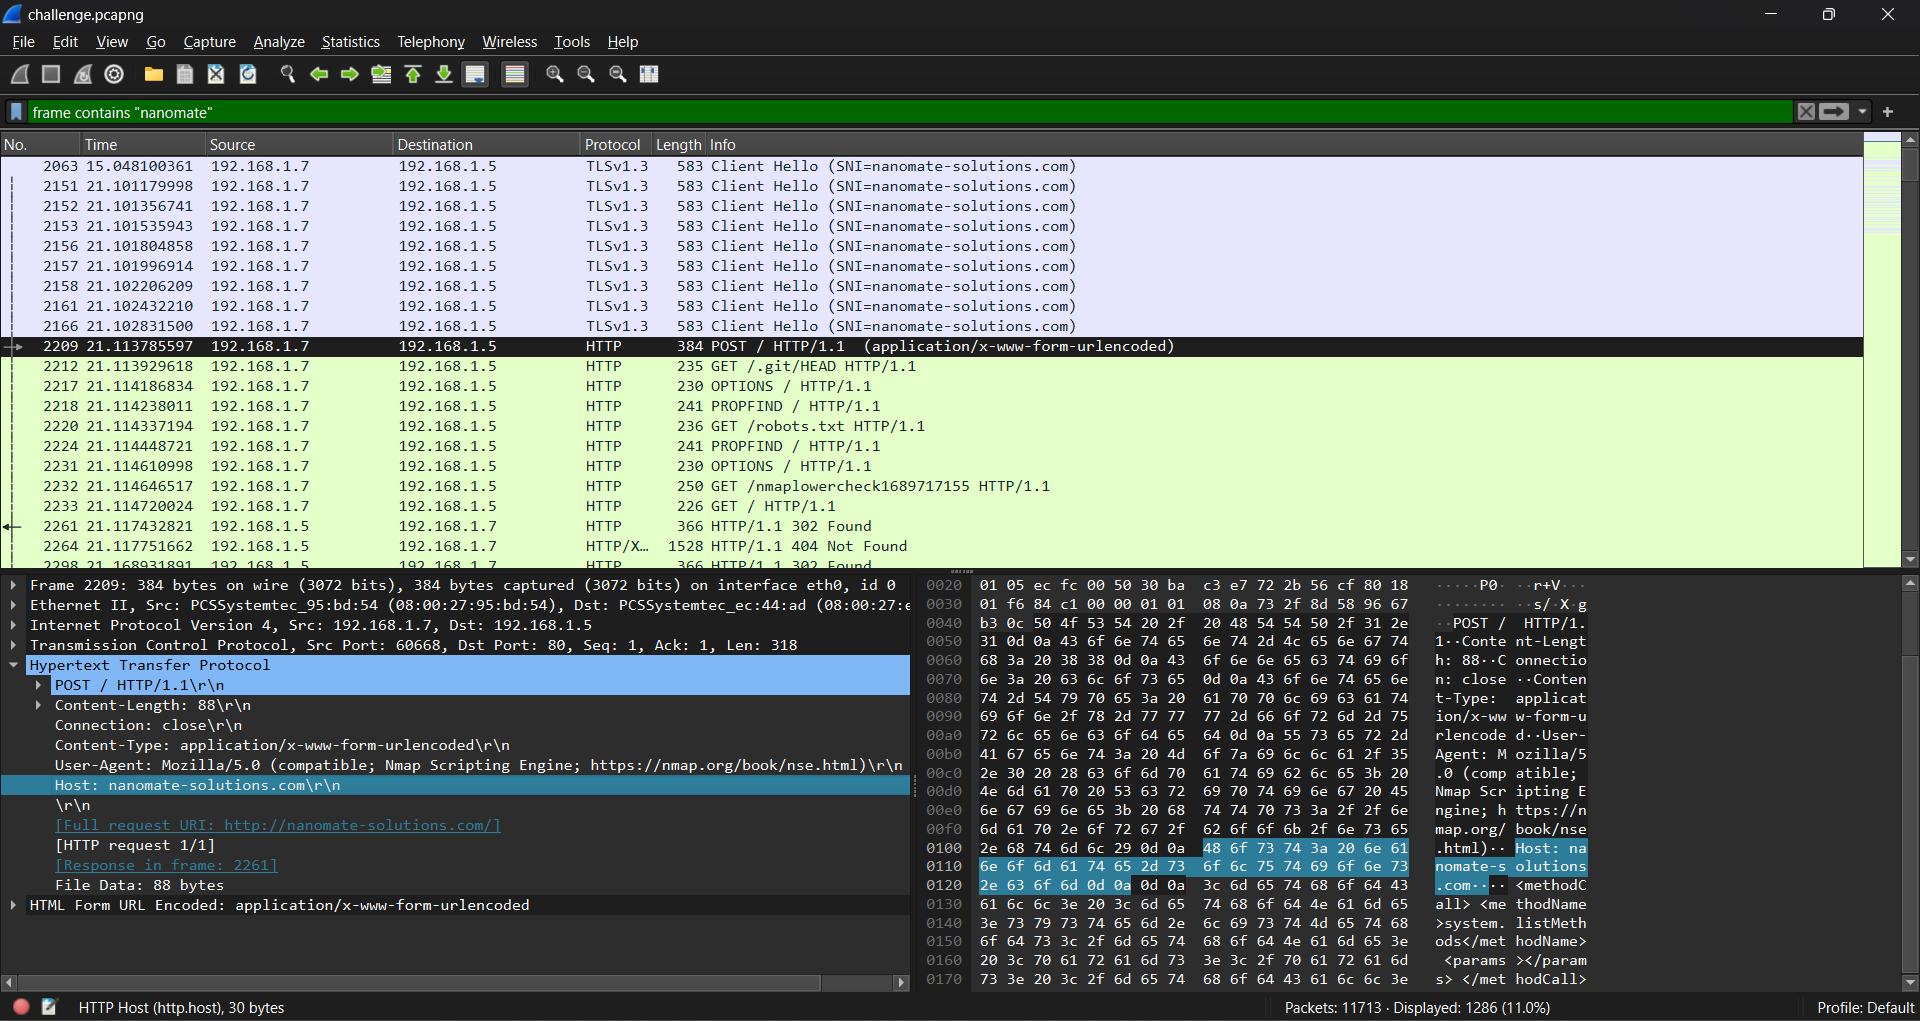 challenge.pcapng
File Edit View Go Capture Analyze Statistics Telephony Wireless Tools Help
frame contains "nanomate"
No. Time Source Destination Protocol Length Info
2063 15.048100361 192.168.1.7 192.168.1.5 TLSv1.3 583 Client Hello (SNI=nanomate-solutions.com)
2151 21.101179998 192.168.1.7 192.168.1.5 TLSv1.3 583 Client Hello (SNI=nanomate-solutions.com)
2152 21.101356741 192.168.1.7 192.168.1.5 TLSv1.3 583 Client Hello (SNI=nanomate-solutions.com)
2153 21.101535943 192.168.1.7 192.168.1.5 TLSv1.3 583 Client Hello (SNI=nanomate-solutions.com)
2156 21.101804858 192.168.1.7 192.168.1.5 TLSv1.3 583 Client Hello (SNI=nanomate-solutions.com)
2157 21.101996914 192.168.1.7 192.168.1.5 TLSv1.3 583 Client Hello (SNI=nanomate-solutions.com)
2158 21.102206209 192.168.1.7 192.168.1.5 TLSv1.3 583 Client Hello (SNI=nanomate-solutions.com)
2161 21.102432210 192.168.1.7 192.168.1.5 TLSv1.3 583 Client Hello (SNI=nanomate-solutions.com)
2166 21.102831500 192.168.1.7 192.168.1.5 TLSv1.3 583 Client Hello (SNI=nanomate-solutions.com)
2209 21.113785597 192.168.1.7 192.168.1.5 HTTP 384 POST / HTTP/1.1 (application/x-www-form-urlencoded)
2212 21.113929618 192.168.1.7 192.168.1.5 HTTP 235 GET /.git/HEAD HTTP/1.1
2217 21.114186834 192.168.1.7 192.168.1.5 HTTP 230 OPTIONS / HTTP/1.1
2218 21.114238011 192.168.1.7 192.168.1.5 HTTP 241 PROPFIND / HTTP/1.1
2220 21.114337194 192.168.1.7 192.168.1.5 HTTP 236 GET /robots.txt HTTP/1.1
2224 21.114448721 192.168.1.7 192.168.1.5 HTTP 241 PROPFIND / HTTP/1.1
2231 21.114610998 192.168.1.7 192.168.1.5 HTTP 230 OPTIONS / HTTP/1.1
2232 21.114646517 192.168.1.7 192.168.1.5 HTTP 250 GET /nmaplowercheck1689717155 HTTP/1.1
2233 21.114720024 192.168.1.7 192.168.1.5 HTTP 226 GET / HTTP/1.1
2261 21.117432821 192.168.1.5 192.168.1.7 HTTP 366 HTTP/1.1 302 Found
2264 21.117751662 192.168.1.5 192.168.1.7 HTTP/X… 1528 HTTP/1.1 404 Not Found
2298 21.168931891 192.168.1.5 192.168.1.7 HTTP 366 HTTP/1.1 302 Found
Frame 2209: 384 bytes on wire (3072 bits), 384 bytes captured (3072 bits) on interface eth0, id 0
Ethernet II, Src: PCSSystemtec_95:bd:54 (08:00:27:95:bd:54), Dst: PCSSystemtec_ec:44:ad (08:00:27:e
Internet Protocol Version 4, Src: 192.168.1.7, Dst: 192.168.1.5
Transmission Control Protocol, Src Port: 60668, Dst Port: 80, Seq: 1, Ack: 1, Len: 318
Hypertext Transfer Protocol
POST / HTTP/1.1\r\n
Content-Length: 88\r\n
Connection: close\r\n
Content-Type: application/x-www-form-urlencoded\r\n
User-Agent: Mozilla/5.0 (compatible; Nmap Scripting Engine; https://nmap.org/book/nse.html)\r\n
Host: nanomate-solutions.com\r\n
\r\n
[Full request URI: http://nanomate-solutions.com/]
[HTTP request 1/1]
[Response in frame: 2261]
File Data: 88 bytes
HTML Form URL Encoded: application/x-www-form-urlencoded
0020 01 05 ec fc 00 50 30 ba c3 e7 72 2b 56 cf 80 18 ·····P0· ··r+V···
0030 01 f6 84 c1 00 00 01 01 08 0a 73 2f 8d 58 96 67 ········ ··s/·X·g
0040 b3 0c 50 4f 53 54 20 2f 20 48 54 54 50 2f 31 2e ··POST / HTTP/1.
0050 31 0d 0a 43 6f 6e 74 65 6e 74 2d 4c 65 6e 67 74 1··Conte nt-Lengt
0060 68 3a 20 38 38 0d 0a 43 6f 6e 6e 65 63 74 69 6f h: 88··C onnectio
0070 6e 3a 20 63 6c 6f 73 65 0d 0a 43 6f 6e 74 65 6e n: close ··Conten
0080 74 2d 54 79 70 65 3a 20 61 70 70 6c 69 63 61 74 t-Type: applicat
0090 69 6f 6e 2f 78 2d 77 77 77 2d 66 6f 72 6d 2d 75 ion/x-ww w-form-u
00a0 72 6c 65 6e 63 6f 64 65 64 0d 0a 55 73 65 72 2d rlencode d··User-
00b0 41 67 65 6e 74 3a 20 4d 6f 7a 69 6c 6c 61 2f 35 Agent: M ozilla/5
00c0 2e 30 20 28 63 6f 6d 70 61 74 69 62 6c 65 3b 20 .0 (comp atible;
00d0 4e 6d 61 70 20 53 63 72 69 70 74 69 6e 67 20 45 Nmap Scr ipting E
00e0 6e 67 69 6e 65 3b 20 68 74 74 70 73 3a 2f 2f 6e ngine; h ttps://n
00f0 6d 61 70 2e 6f 72 67 2f 62 6f 6f 6b 2f 6e 73 65 map.org/ book/nse
0100 2e 68 74 6d 6c 29 0d 0a 48 6f 73 74 3a 20 6e 61 .html)·· Host: na
0110 6e 6f 6d 61 74 65 2d 73 6f 6c 75 74 69 6f 6e 73 nomate-s olutions
0120 2e 63 6f 6d 0d 0a 0d 0a 3c 6d 65 74 68 6f 64 43 .com···· <methodC
0130 61 6c 6c 3e 20 3c 6d 65 74 68 6f 64 4e 61 6d 65 all> <me thodName
0140 3e 73 79 73 74 65 6d 2e 6c 69 73 74 4d 65 74 68 >system. listMeth
0150 6f 64 73 3c 2f 6d 65 74 68 6f 64 4e 61 6d 65 3e ods</met hodName>
0160 20 3c 70 61 72 61 6d 73 3e 3c 2f 70 61 72 61 6d <params ></param
0170 73 3e 20 3c 2f 6d 65 74 68 6f 64 43 61 6c 6c 3e s> </met hodCall>
HTTP Host (http.host), 30 bytes
Packets: 11713 · Displayed: 1286 (11.0%)
Profile: Default